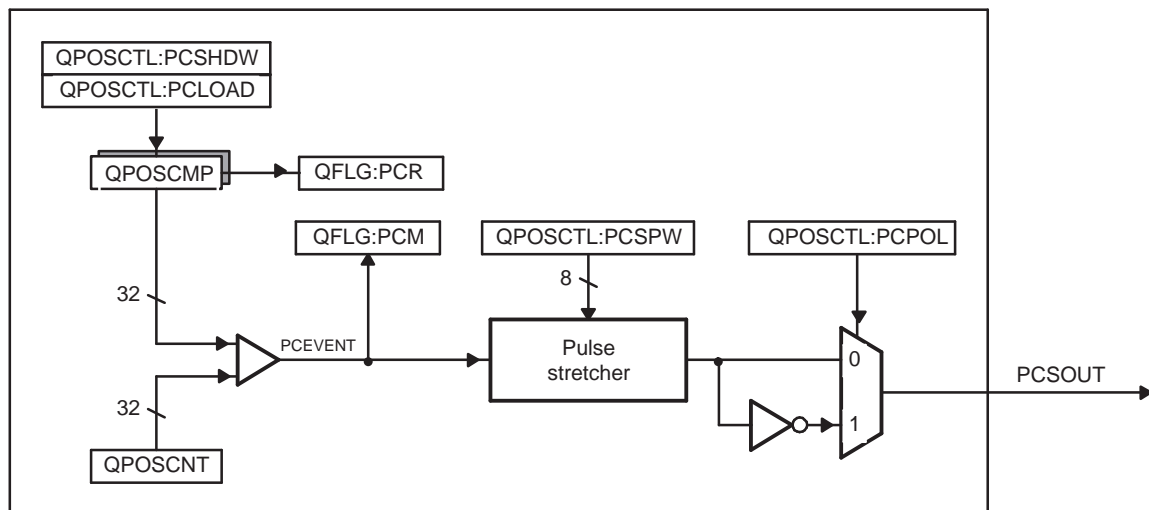 QPOSCTL:PCSHDW
QPOSCTL:PCLOAD
QPOSCMP
QFLG:PCR
QFLG:PCM
QPOSCTL:PCSPW
QPOSCTL:PCPOL
32
8
PCEVENT
Pulse
stretcher
0
PCSOUT
32
1
QPOSCNT